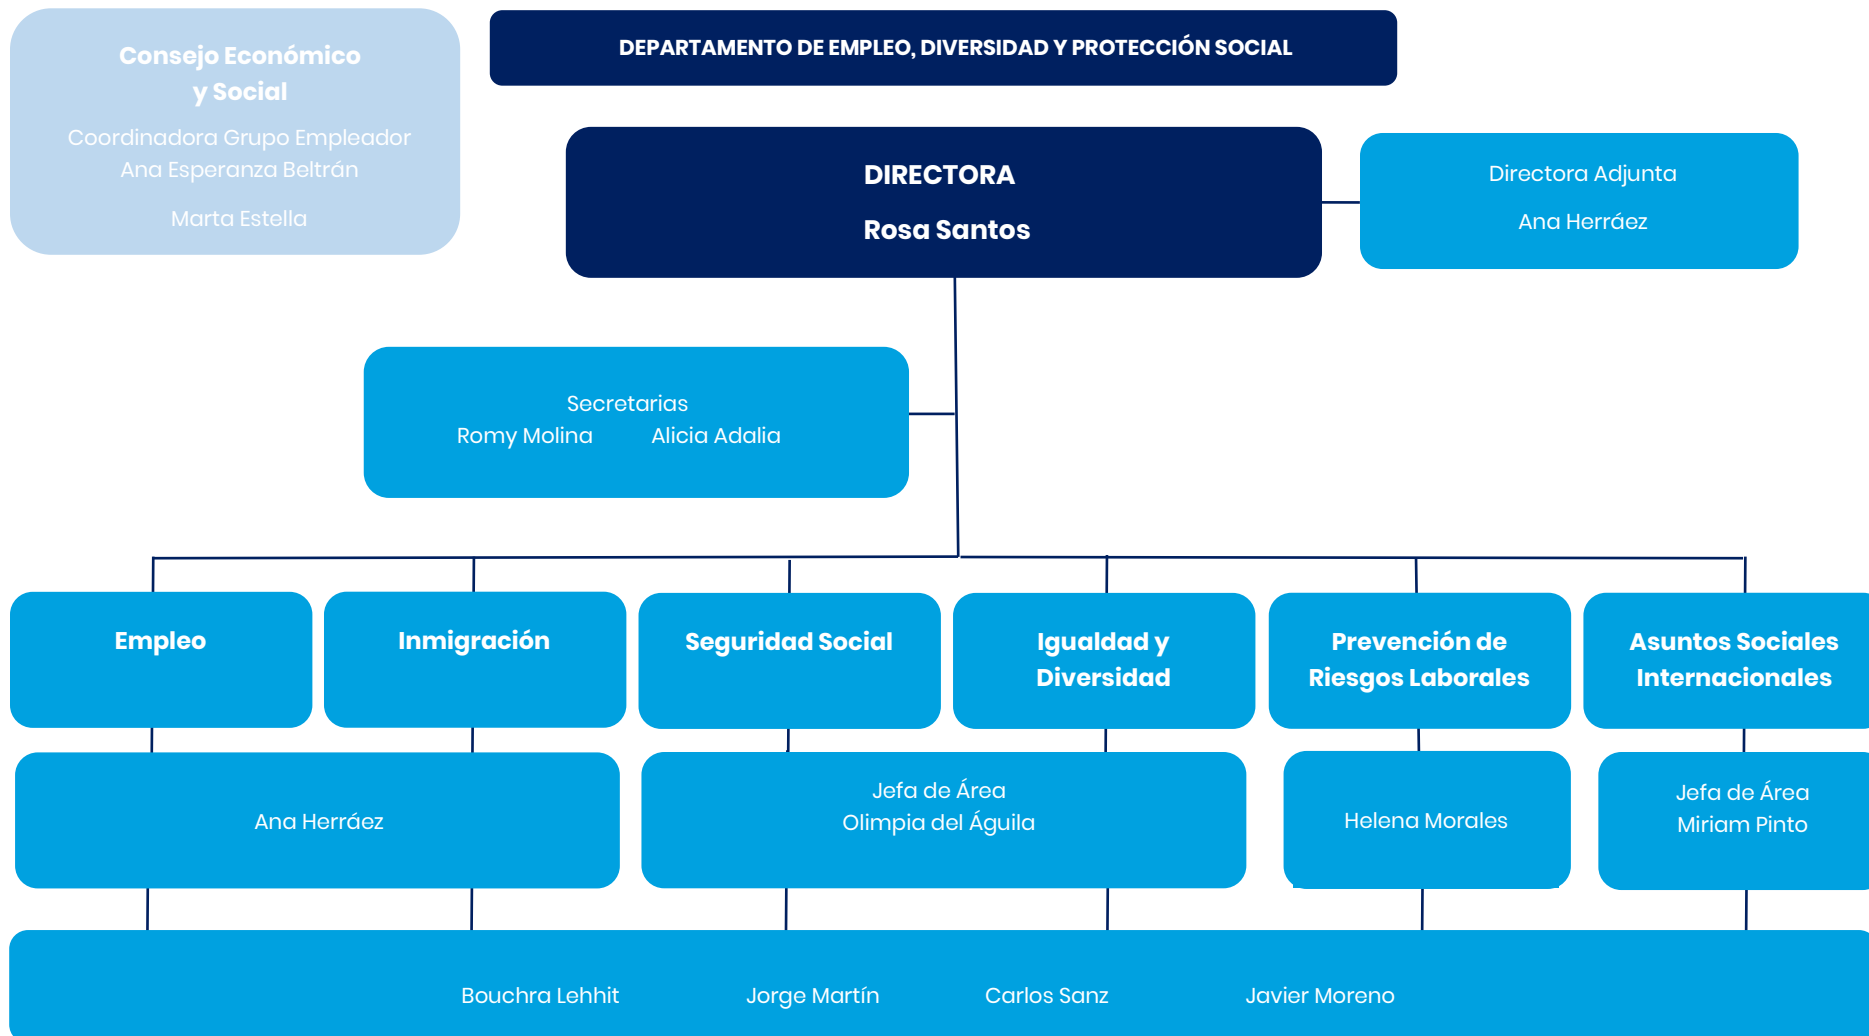 Consejo Económico
y Social
Coordinadora Grupo Empleador
Ana Esperanza Beltrán
Marta Estella
DEPARTAMENTO DE EMPLEO, DIVERSIDAD Y PROTECCIÓN SOCIAL
DIRECTORA
Rosa Santos
Directora Adjunta
Ana Herráez
Secretarias
Romy Molina Alicia Adalia
Empleo
Inmigración
Seguridad Social
Igualdad y
Diversidad
Prevención de
Riesgos Laborales
Asuntos Sociales
Internacionales
Ana Herráez
Jefa de Área
Olimpia del Águila
Helena Morales
Jefa de Área
Miriam Pinto
Bouchra Lehhit Jorge Martín Carlos Sanz Javier Moreno